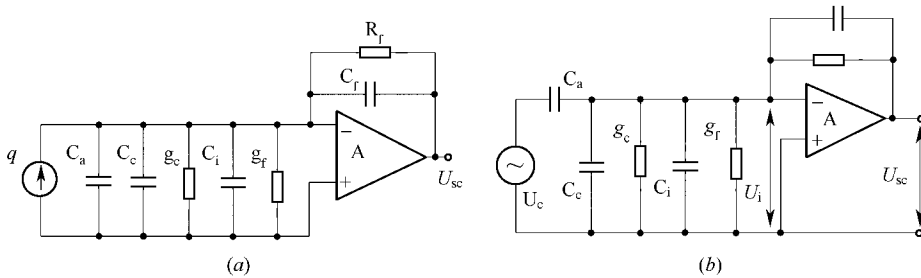 R_f
C_f
q
C_a
C_c
g_c
C_i
g_f
−
A
+
U_sc
(a)
C_a
U_c
C_c
g_c
C_i
g_f
U_i
−
A
+
U_sc
(b)